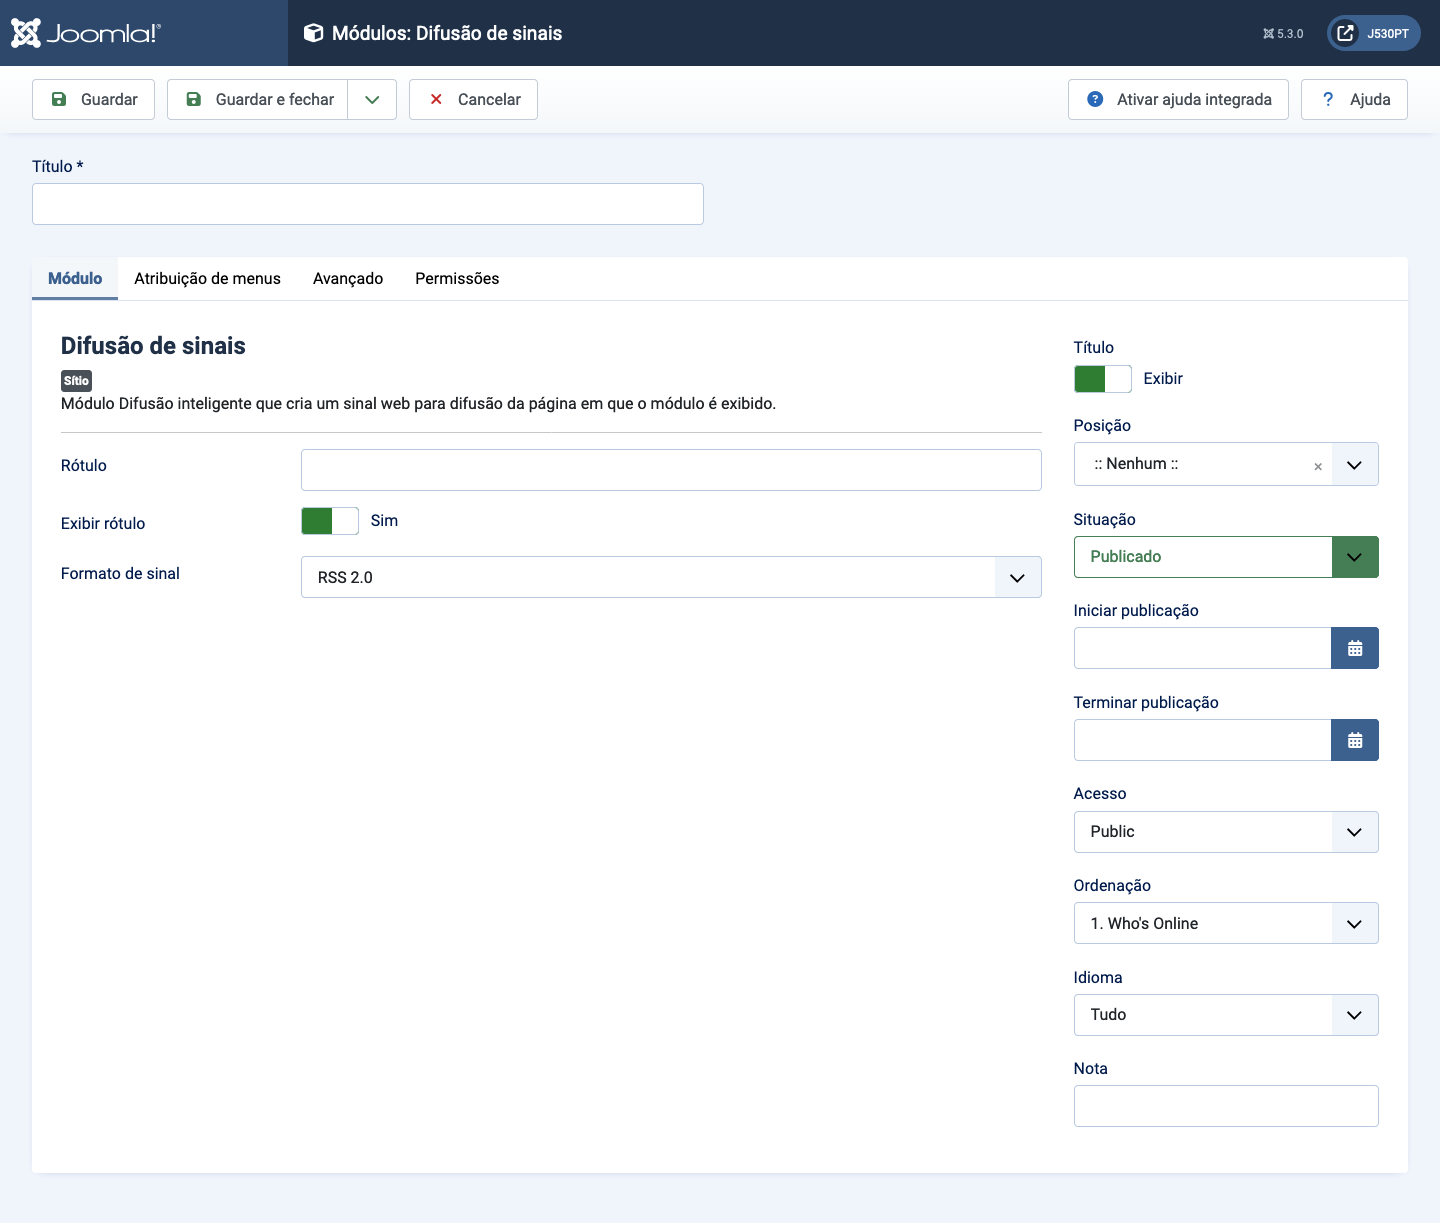 Joomla!®
Módulos: Difusão de sinais
5.3.0
J530PT
Guardar
Guardar e fechar
Cancelar
Ativar ajuda integrada
? Ajuda
Título *
Módulo
Atribuição de menus
Avançado
Permissões
Difusão de sinais
Sítio
Módulo Difusão inteligente que cria um sinal web para difusão da página em que o módulo é exibido.
Rótulo
Exibir rótulo
Sim
Formato de sinal
RSS 2.0
Título
Exibir
Posição
:: Nenhum ::
×
Situação
Publicado
Iniciar publicação
Terminar publicação
Acesso
Public
Ordenação
1. Who's Online
Idioma
Tudo
Nota